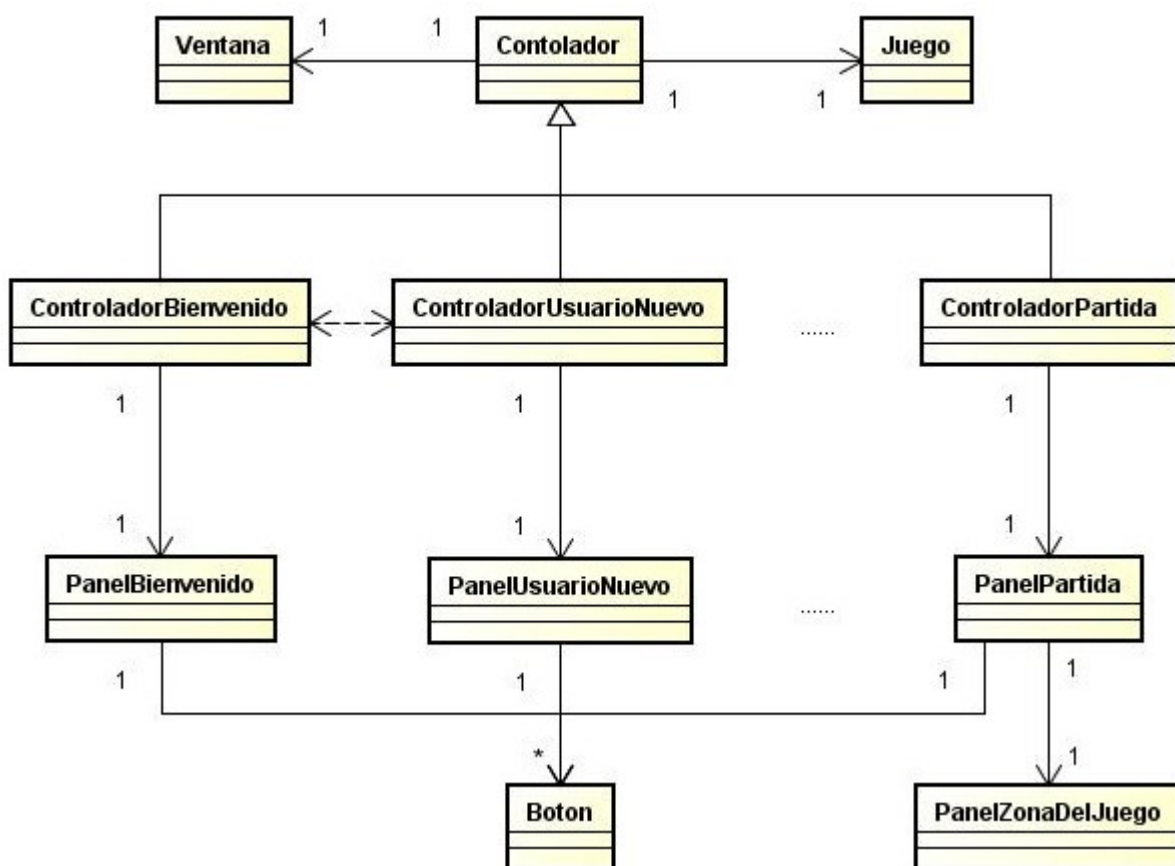 1 1
Ventana Contolador Juego
1 1
ControladorBienvenido ControladorUsuarioNuevo ControladorPartida
......
1 1 1
1 1 1
PanelBienvenido PanelUsuarioNuevo PanelPartida
......
1 1 1 1
* 1
Boton PanelZonaDelJuego